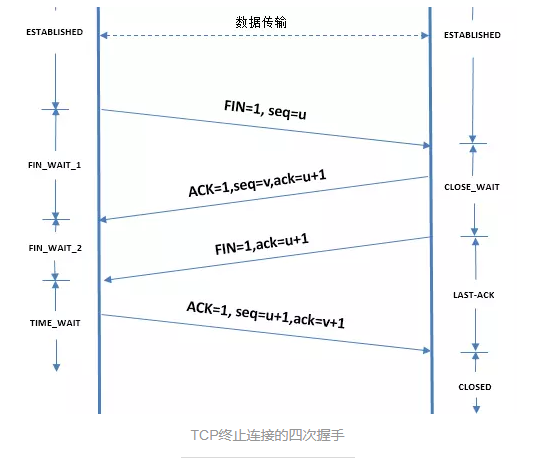 数据传输
ESTABLISHED
ESTABLISHED
FIN=1, seq=u
FIN_WAIT_1
ACK=1,seq=v,ack=u+1
CLOSE_WAIT
FIN_WAIT_2
FIN=1,ack=u+1
LAST-ACK
ACK=1, seq=u+1,ack=v+1
TIME_WAIT
CLOSED
TCP终止连接的四次握手